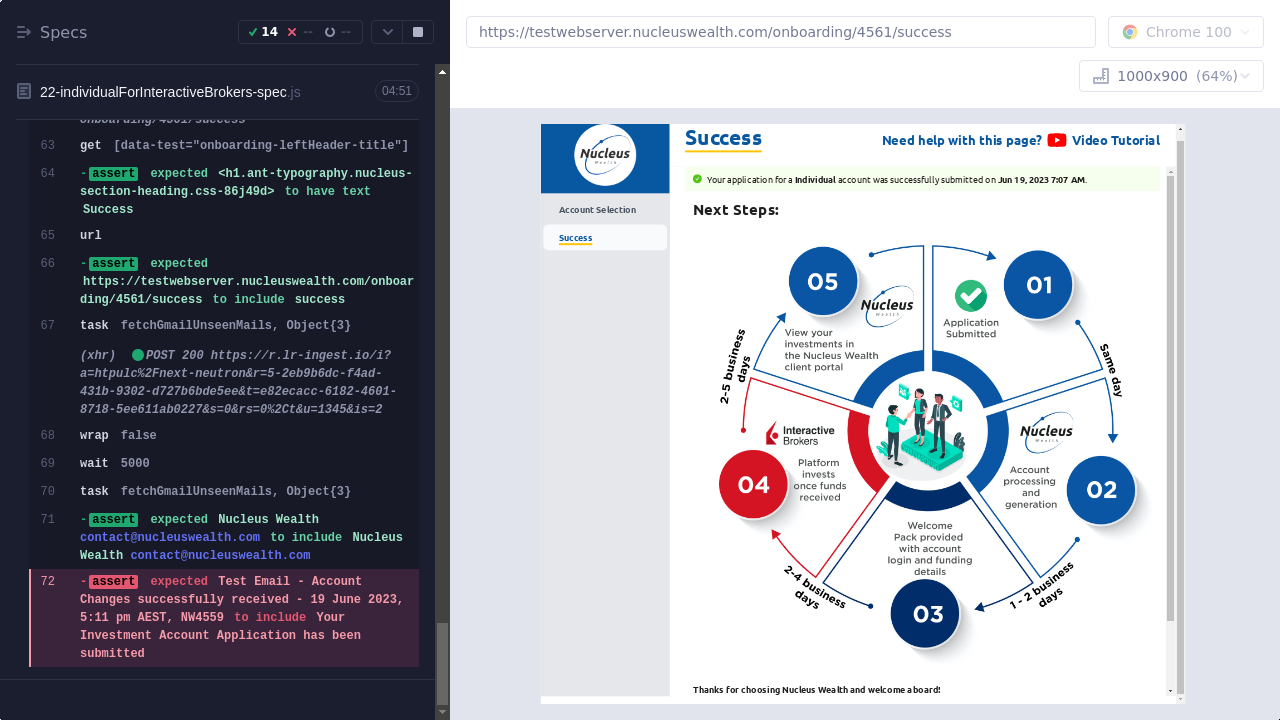 Specs
14
--
--
https://testwebserver.nucleuswealth.com/onboarding/4561/success
Chrome 100
1000x900 (64%)
22-individualForInteractiveBrokers-spec.js
04:51
onboarding/4561/success
63 get [data-test="onboarding-leftHeader-title"]
64 -assert expected <h1.ant-typography.nucleus-
section-heading.css-86j49d> to have text
Success
65 url
66 -assert expected
https://testwebserver.nucleuswealth.com/onboar
ding/4561/success to include success
67 task fetchGmailUnseenMails, Object{3}
(xhr) POST 200 https://r.lr-ingest.io/i?
a=htpulc%2Fnext-neutron&r=5-2eb9b6dc-f4ad-
431b-9302-d727b6bde5ee&t=e82ecacc-6182-4601-
8718-5ee611ab0227&s=0&rs=0%2Ct&u=1345&is=2
68 wrap false
69 wait 5000
70 task fetchGmailUnseenMails, Object{3}
71 -assert expected Nucleus Wealth
contact@nucleuswealth.com to include Nucleus
Wealth contact@nucleuswealth.com
72 -assert expected Test Email - Account
Changes successfully received - 19 June 2023,
5:11 pm AEST, NW4559 to include Your
Investment Account Application has been
submitted
Nucleus
Wealth
Account Selection
Success
Success
Need help with this page? Video Tutorial
Your application for a Individual account was successfully submitted on Jun 19, 2023 7:07 AM.
Next Steps:
01
Application
Submitted
Same day
Nucleus
Wealth
02
Account
processing
and
generation
1 - 2 business
days
Welcome
Pack provided
with account
login and funding
details
03
2-4 business
days
Interactive
Brokers
04
Platform
invests
once funds
received
2-5 business
days
05
Nucleus
Wealth
View your
investments in
the Nucleus Wealth
client portal
Thanks for choosing Nucleus Wealth and welcome aboard!